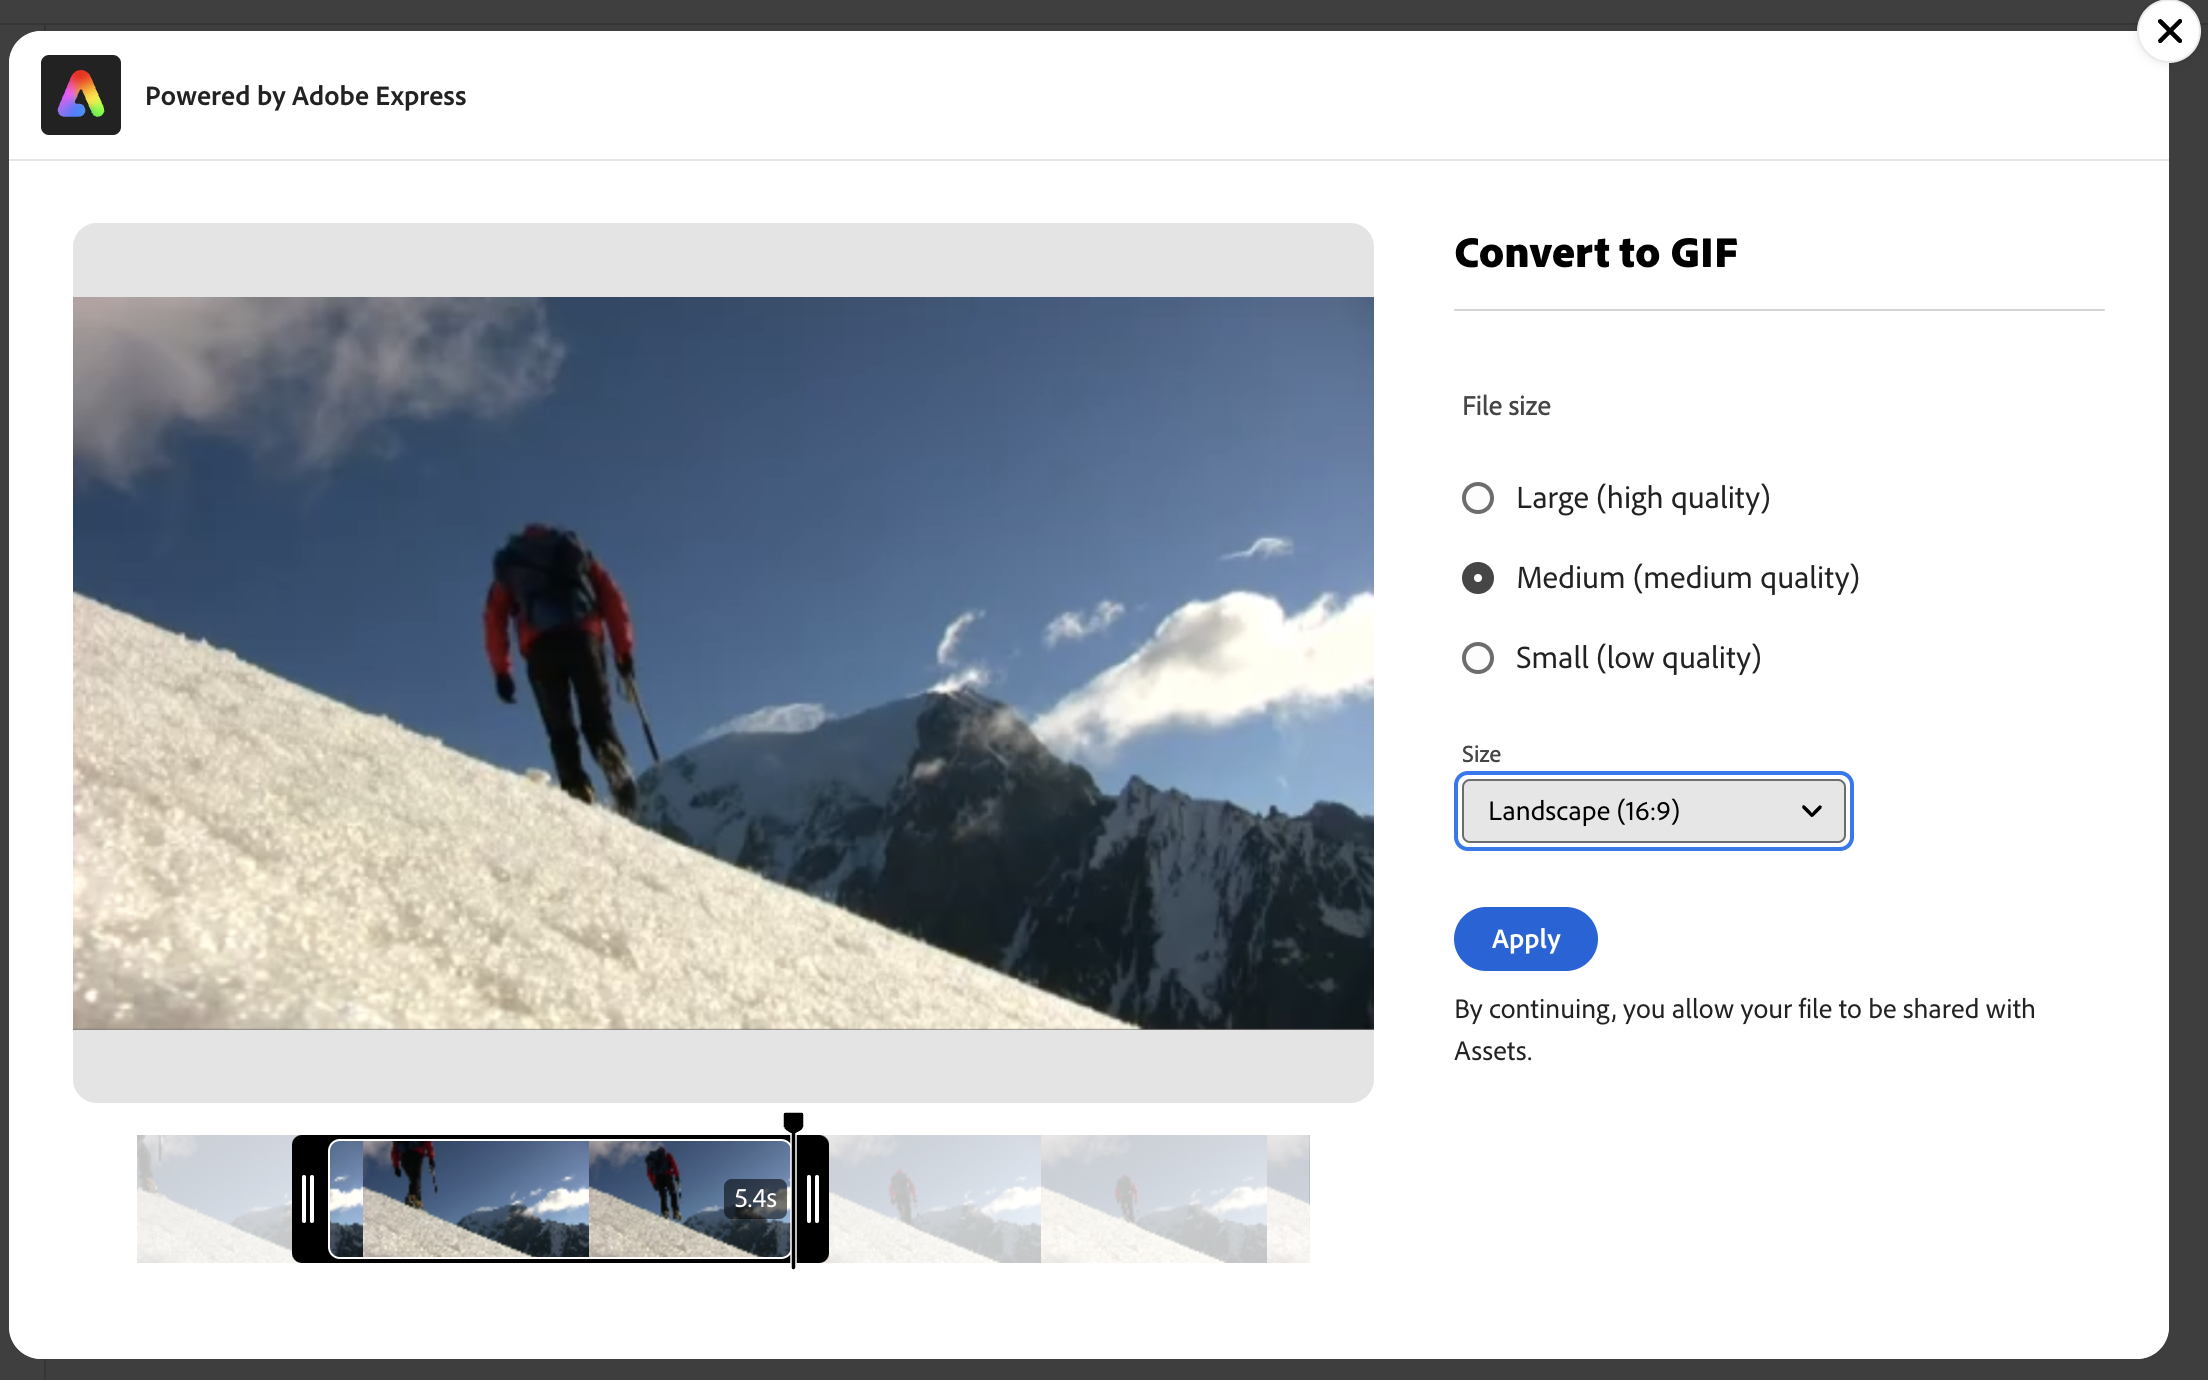 Powered by Adobe Express
Convert to GIF
File size
Large (high quality)
Medium (medium quality)
Small (low quality)
Size
Landscape (16:9)
Apply
By continuing, you allow your file to be shared with
Assets.
5.4s